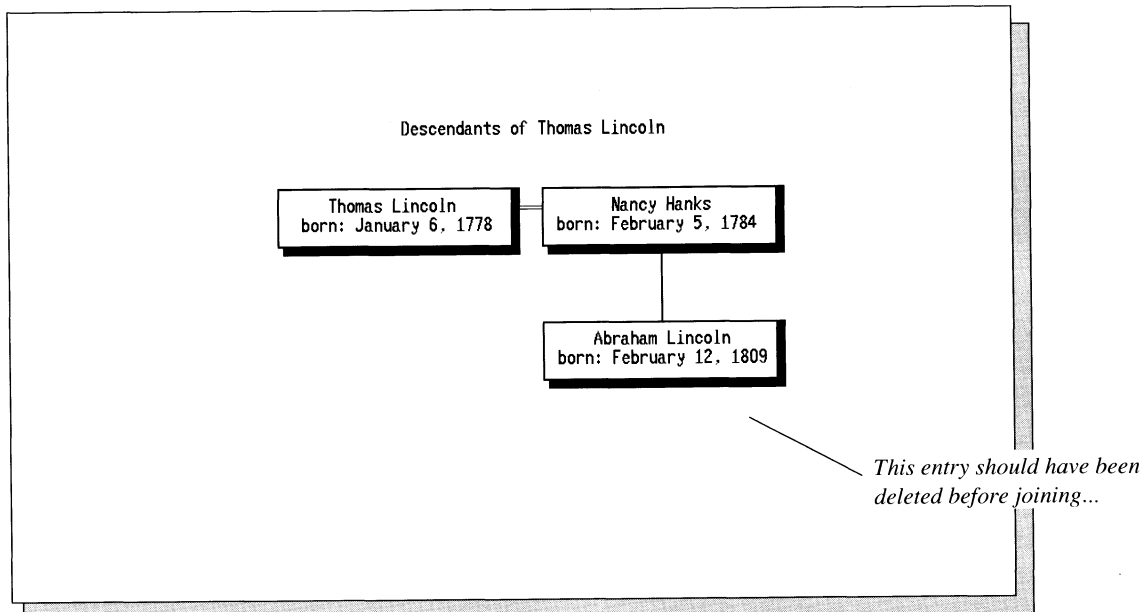 Descendants of Thomas Lincoln
Thomas Lincoln
born: January 6, 1778
Nancy Hanks
born: February 5, 1784
Abraham Lincoln
born: February 12, 1809
This entry should have been
deleted before joining...